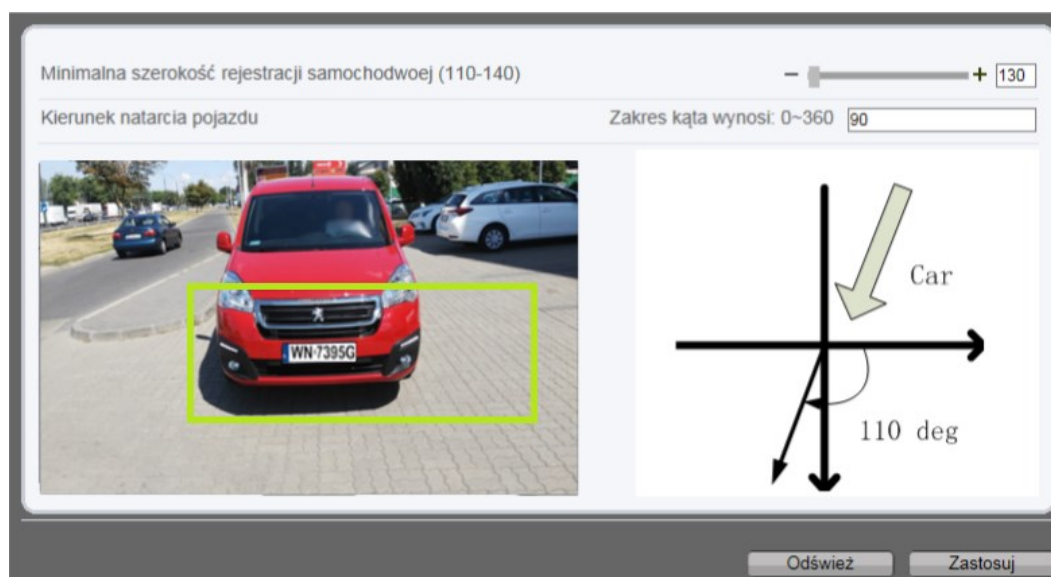 Minimalna szerokość rejestracji samochodwoej (110-140)
− + 130
Kierunek natarcia pojazdu Zakres kąta wynosi: 0~360 90
WN 7395G
Car
110 deg
Odśwież Zastosuj